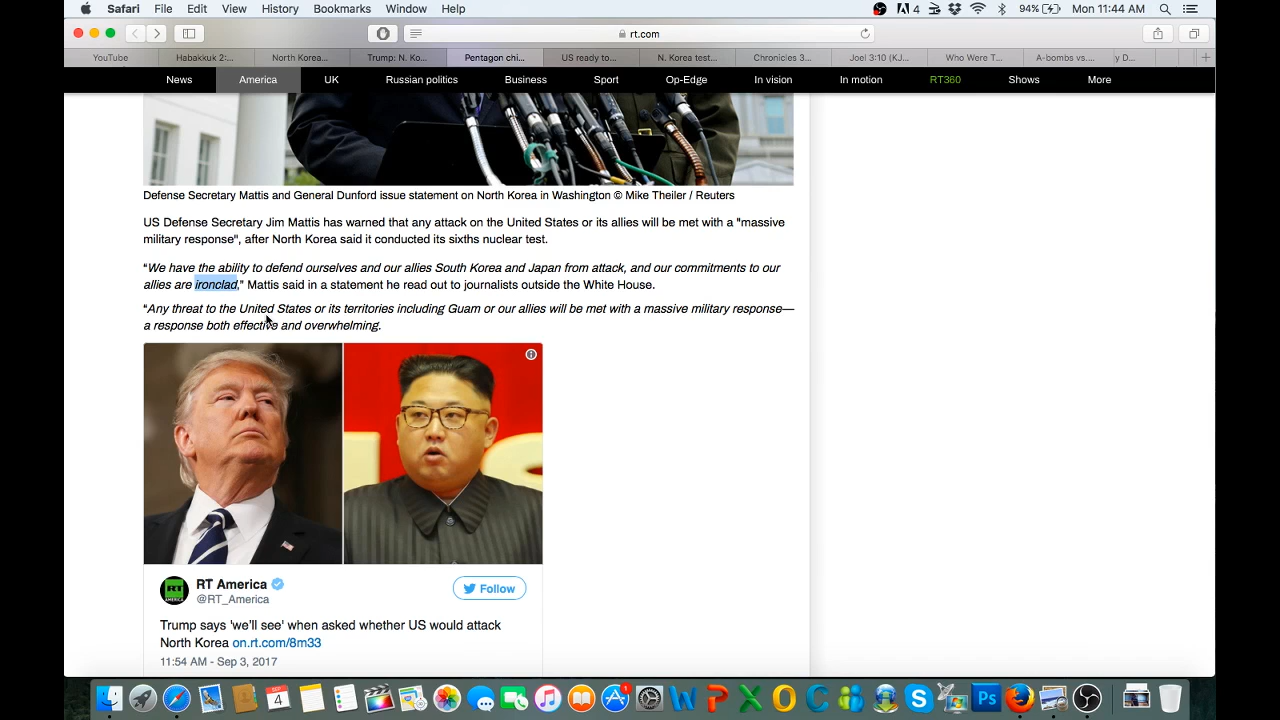 Safari File Edit View History Bookmarks Window Help
4 94% Mon 11:44 AM
rt.com
YouTube Habakkuk 2:... North Korea... Trump: N. Ko... Pentagon chi... US ready to... N. Korea test... Chronicles 3... Joel 3:10 (KJ... Who Were T... A-bombs vs.... y D...
News America UK Russian politics Business Sport Op-Edge In vision In motion RT360 Shows More
Defense Secretary Mattis and General Dunford issue statement on North Korea in Washington © Mike Theiler / Reuters
US Defense Secretary Jim Mattis has warned that any attack on the United States or its allies will be met with a "massive
military response", after North Korea said it conducted its sixths nuclear test.
“We have the ability to defend ourselves and our allies South Korea and Japan from attack, and our commitments to our
allies are ironclad,” Mattis said in a statement he read out to journalists outside the White House.
“Any threat to the United States or its territories including Guam or our allies will be met with a massive military response—
a response both effective and overwhelming.
RT America
@RT_America
Follow
Trump says 'we'll see' when asked whether US would attack
North Korea on.rt.com/8m33
11:54 AM - Sep 3, 2017